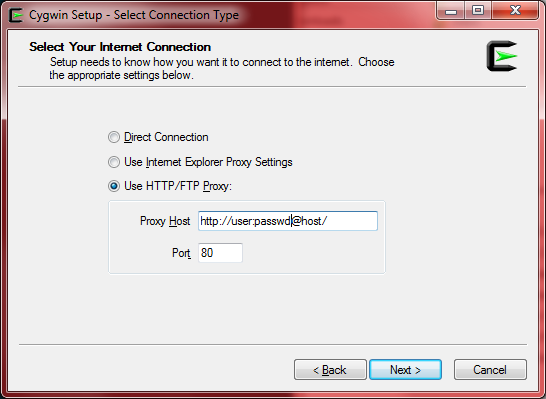 Cygwin Setup - Select Connection Type
Select Your Internet Connection
Setup needs to know how you want it to connect to the internet. Choose
the appropriate settings below.
Direct Connection
Use Internet Explorer Proxy Settings
Use HTTP/FTP Proxy:
Proxy Host http://user:passwd@host/
Port 80
< Back Next > Cancel